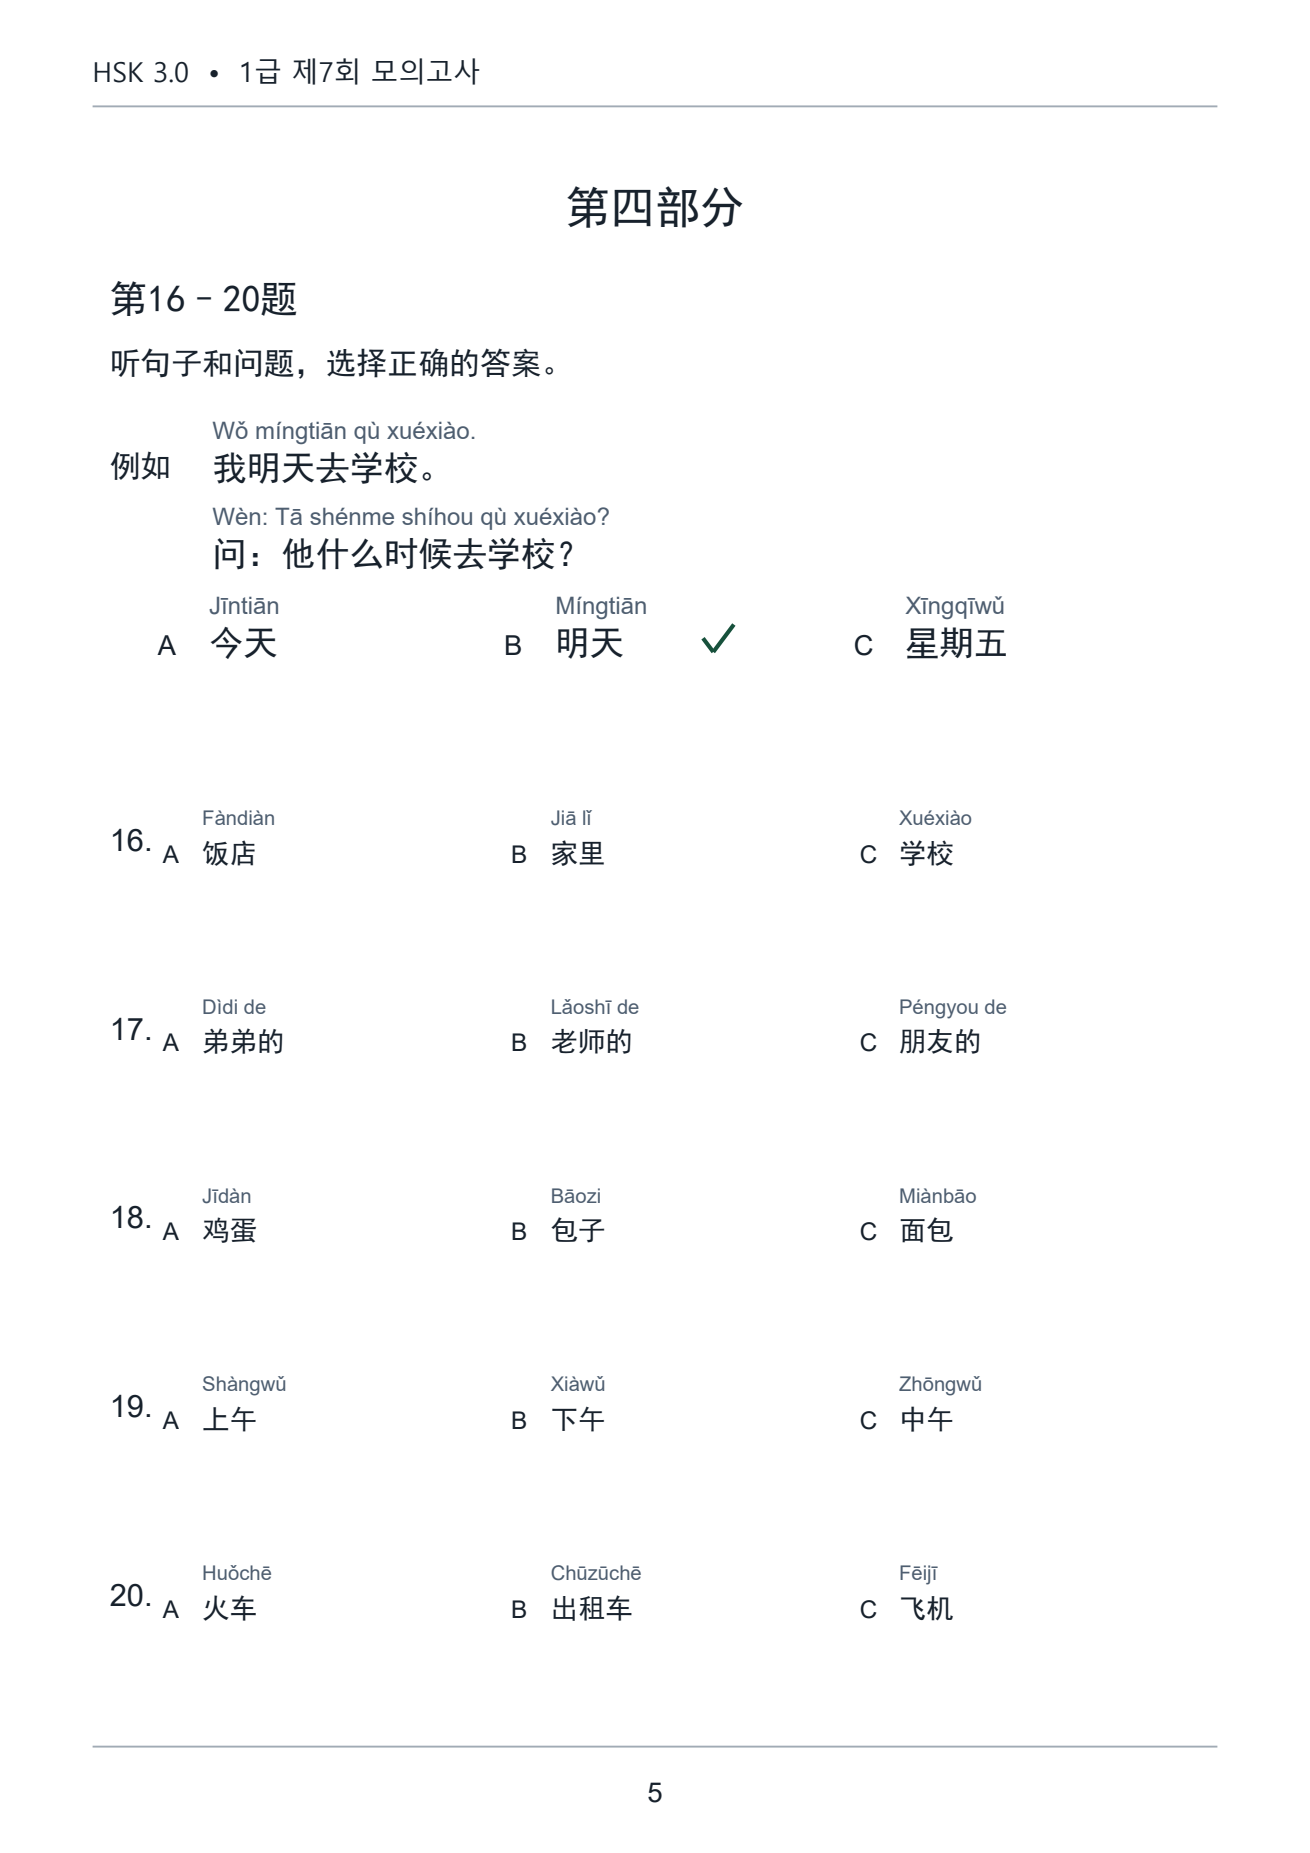 HSK 3.0 • 1급 제7회 모의고사
第四部分
第16－20题
听句子和问题，选择正确的答案。
Wǒ míngtiān qù xuéxiào.
例如 我明天去学校。
Wèn: Tā shénme shíhou qù xuéxiào?
问：他什么时候去学校？
Jīntiān Míngtiān Xīngqīwǔ
A 今天 B 明天 ✓ C 星期五
Fàndiàn Jiā lǐ Xuéxiào
16. A 饭店 B 家里 C 学校
Dìdi de Lǎoshī de Péngyou de
17. A 弟弟的 B 老师的 C 朋友的
Jīdàn Bāozi Miànbāo
18. A 鸡蛋 B 包子 C 面包
Shàngwǔ Xiàwǔ Zhōngwǔ
19. A 上午 B 下午 C 中午
Huǒchē Chūzūchē Fēijī
20. A 火车 B 出租车 C 飞机
5